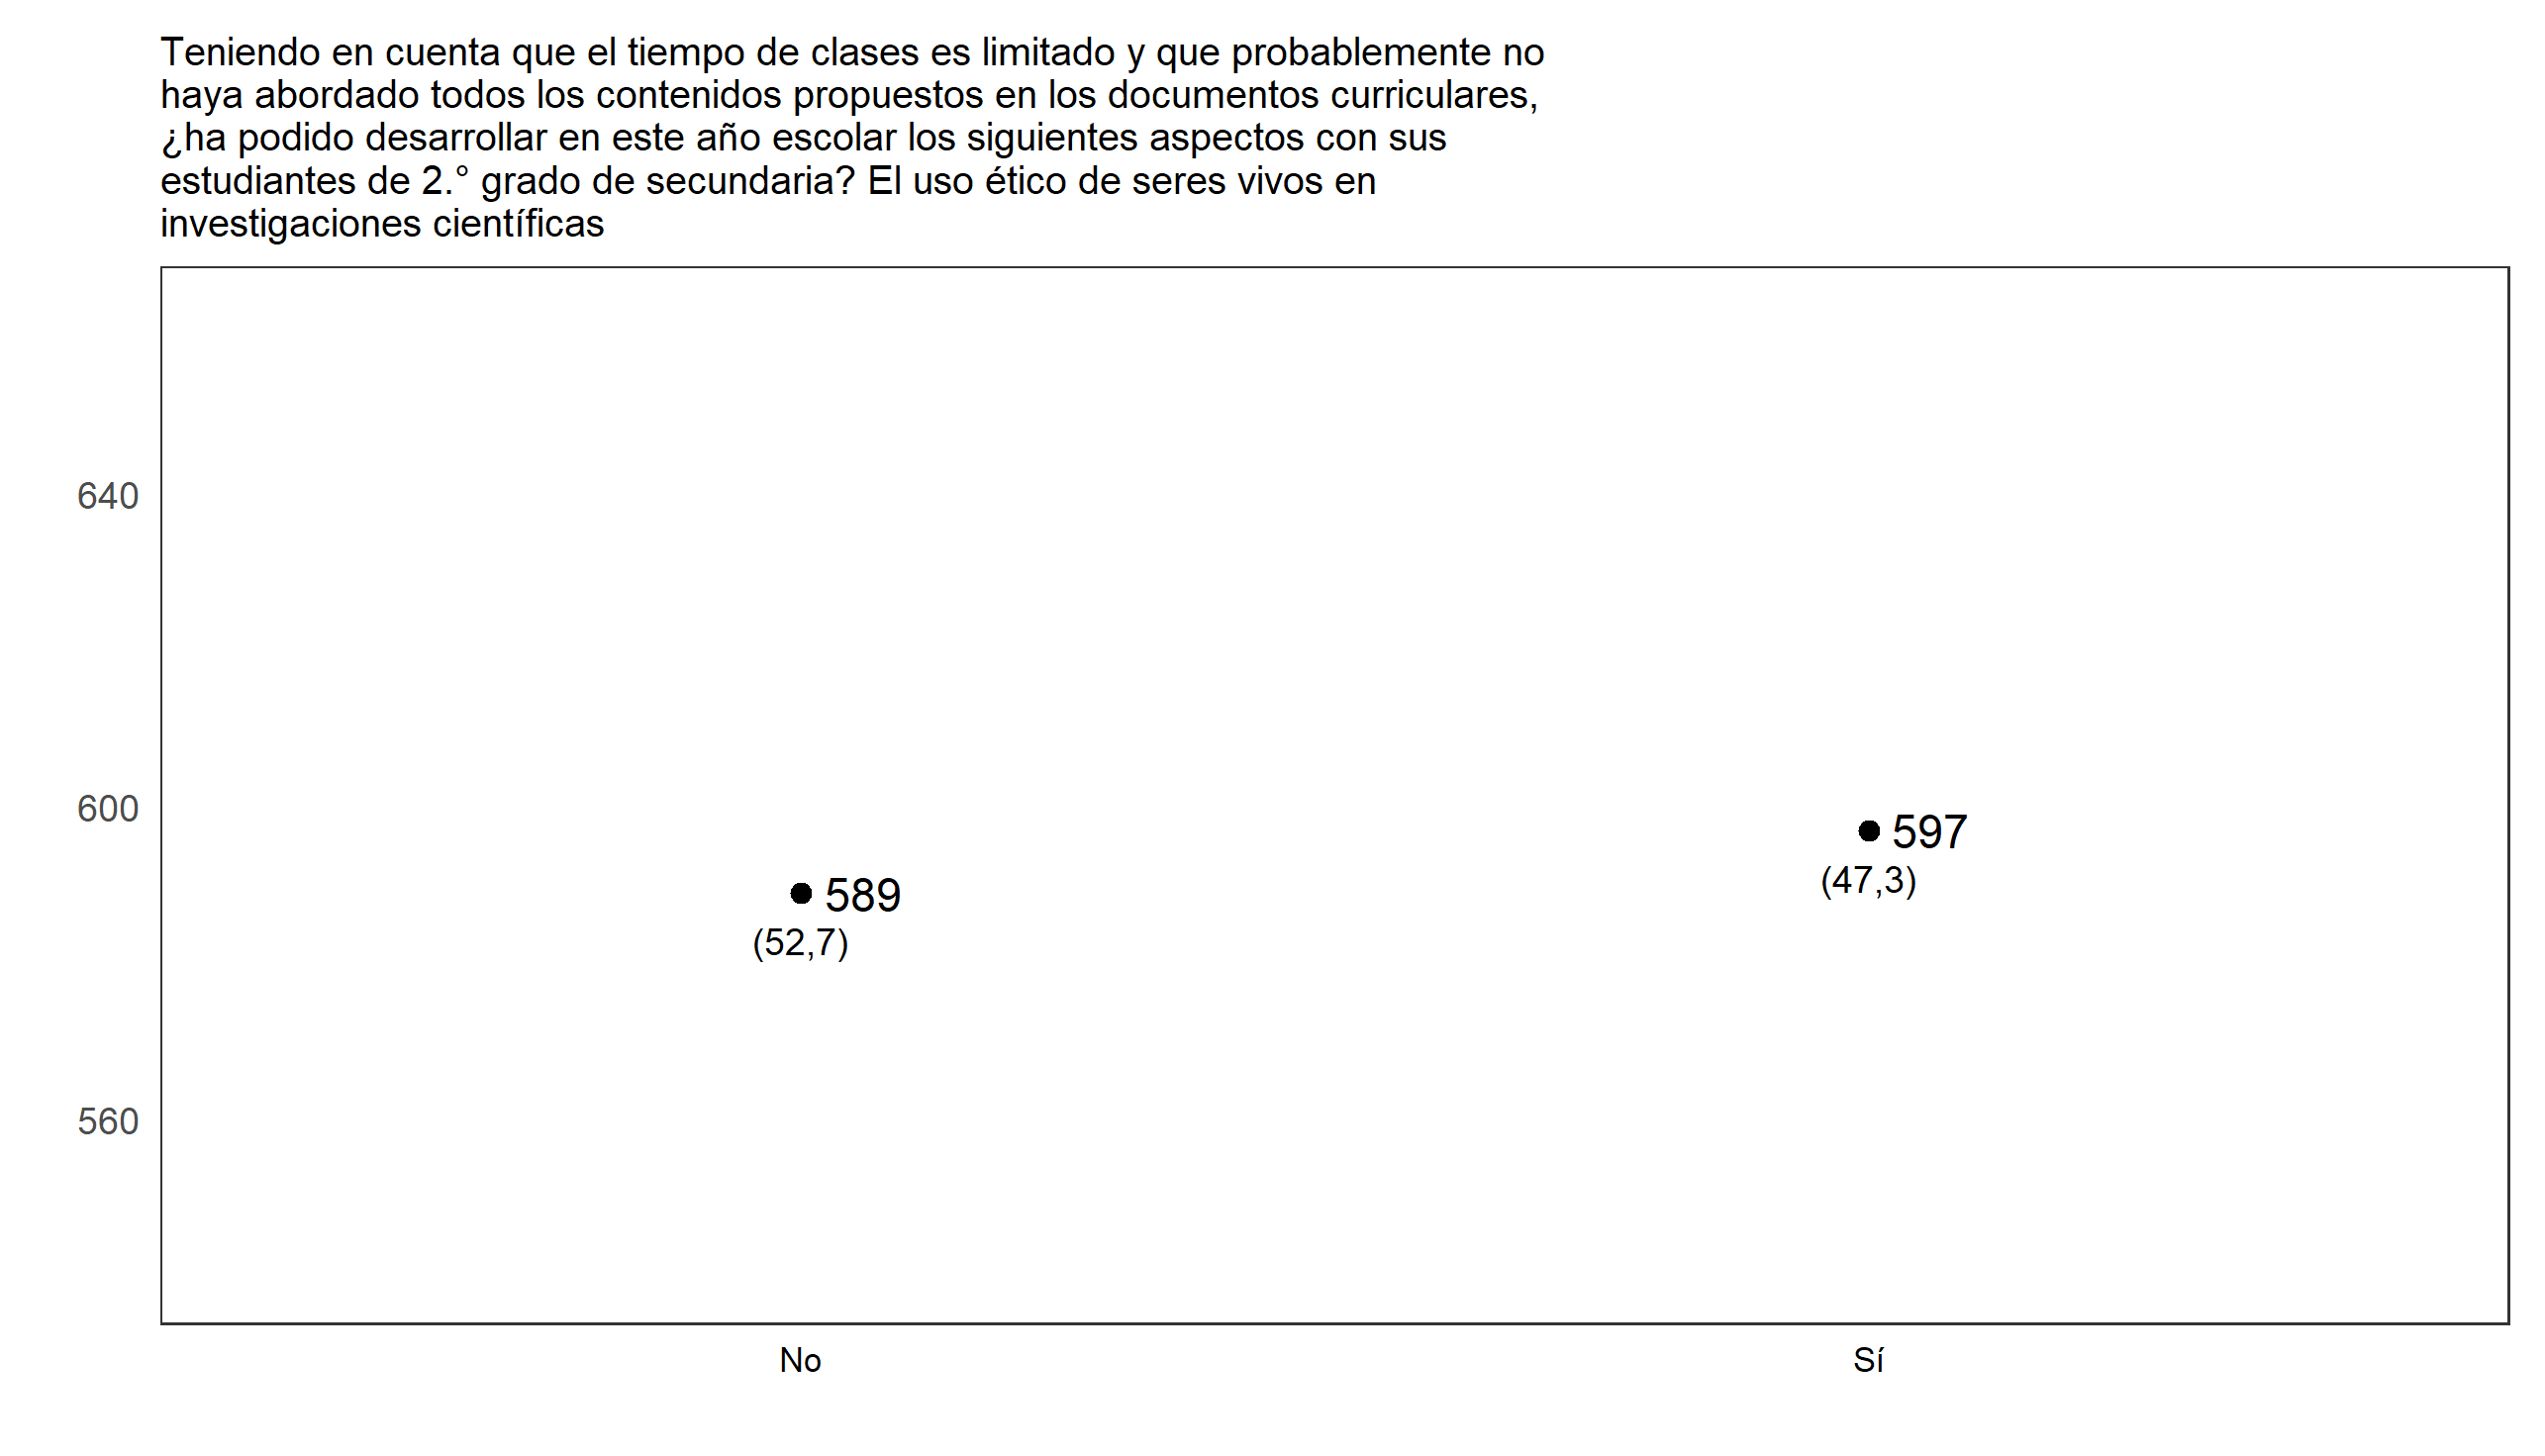 Teniendo en cuenta que el tiempo de clases es limitado y que probablemente no
haya abordado todos los contenidos propuestos en los documentos curriculares,
¿ha podido desarrollar en este año escolar los siguientes aspectos con sus
estudiantes de 2.° grado de secundaria? El uso ético de seres vivos en
investigaciones científicas
640
600
597
(47,3)
589
(52,7)
560
No
Sí